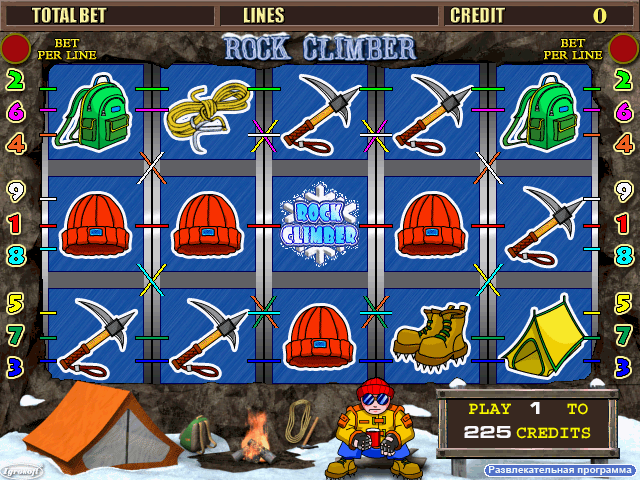 TOTAL BET LINES CREDIT 0
BET PER LINE
ROCK CLIMBER
BET PER LINE
2 2
6 6
4 4
9 9
ROCK CLIMBER
1 1
8 8
5 5
7 7
3 3
PLAY 1 TO
225 CREDITS
Igrosoft
Развлекательная программа